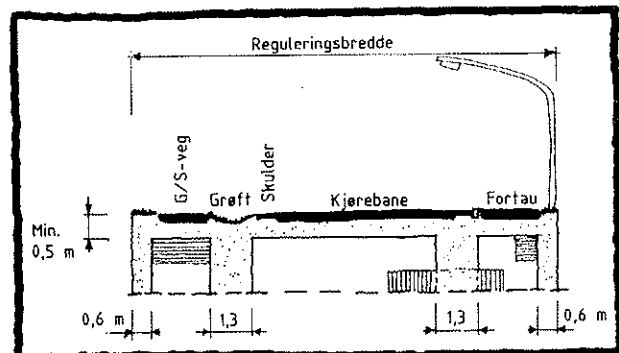 Reguleringsbredde
G/S-veg
Grøft
Skulder
Kjørebane
Fortau
Min.
0,5 m
0,6 m
1,3
1,3
0,6 m